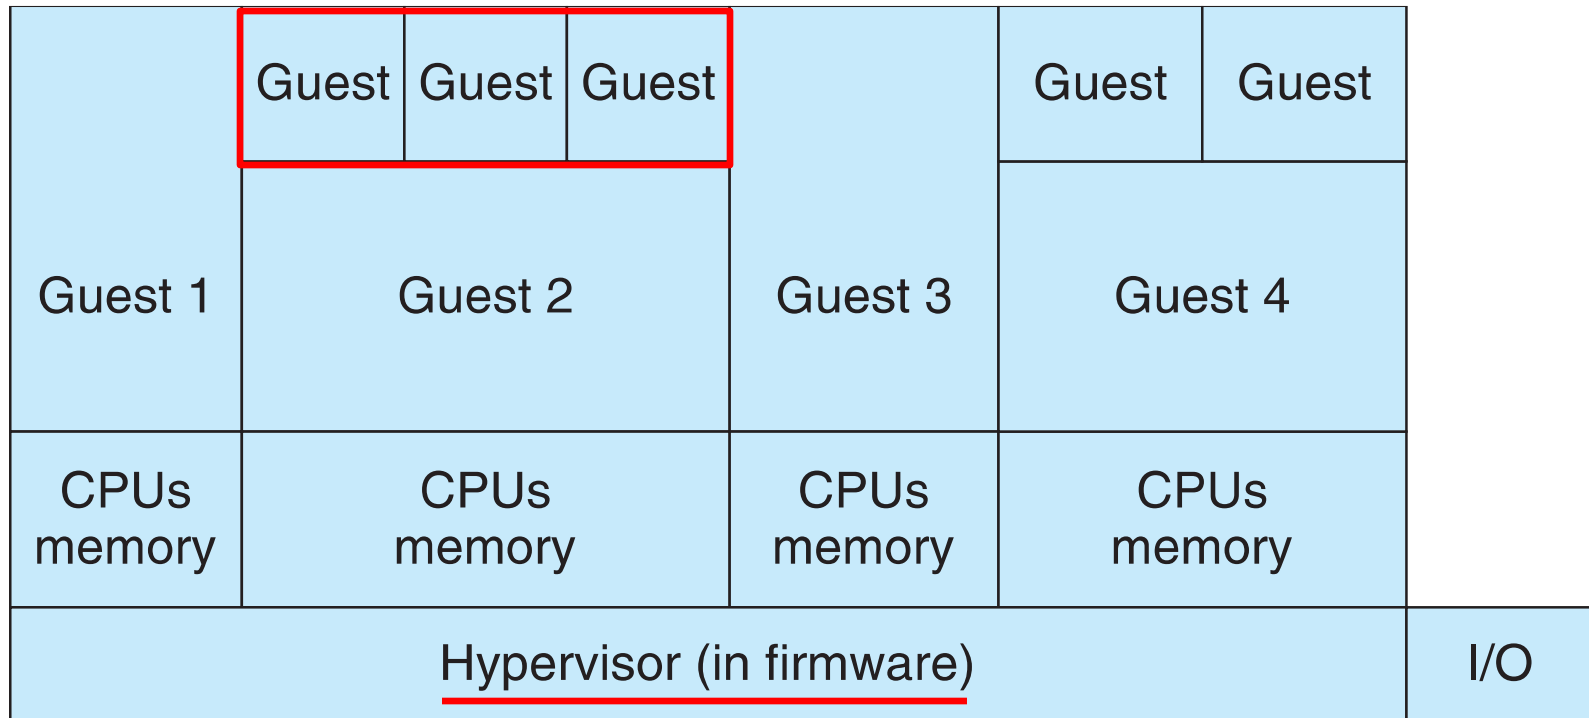 Guest Guest Guest Guest Guest
Guest 1 Guest 2 Guest 3 Guest 4
CPUs CPUs CPUs CPUs
memory memory memory memory
Hypervisor (in firmware) I/O